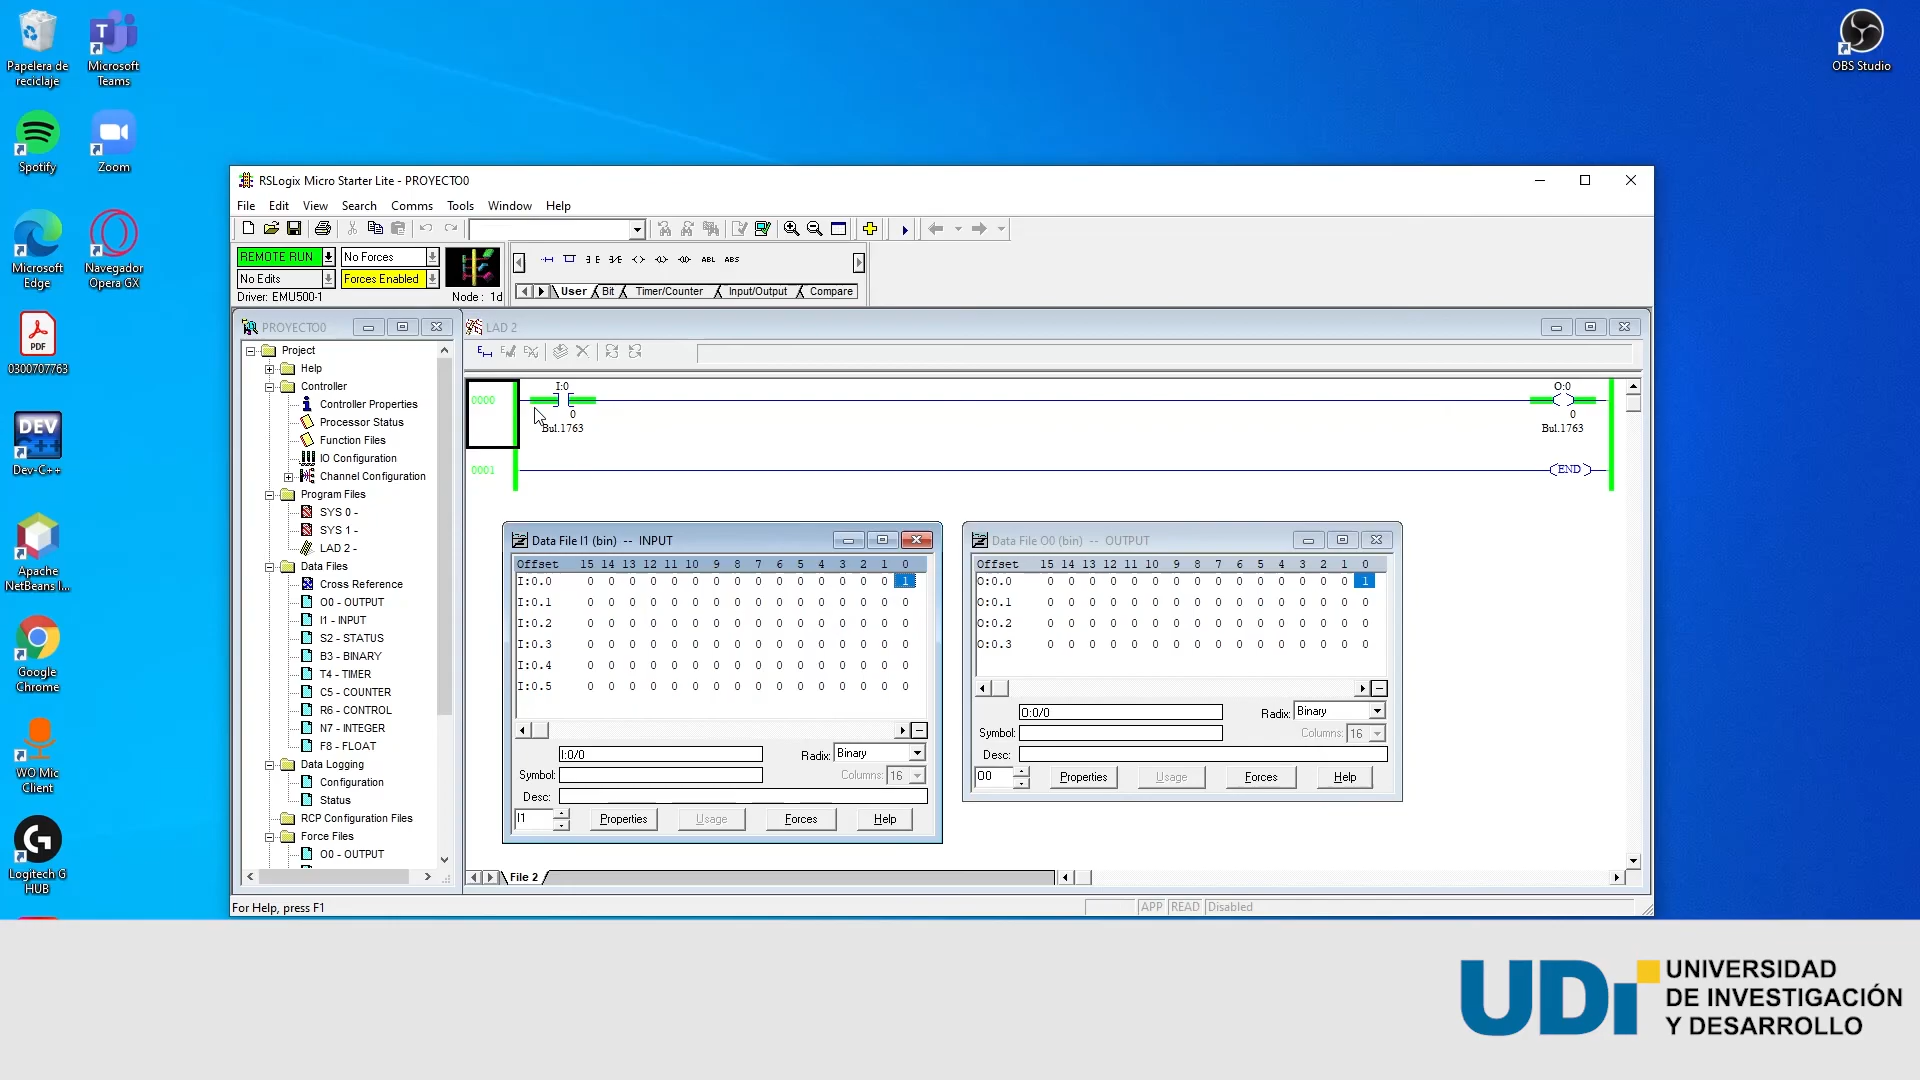 Papelera de
reciclaje
Microsoft
Teams
Spotify
Zoom
Microsoft
Edge
Navegador
Opera GX
PDF
0300707763
DEV
C++
Dev-C++
Apache
NetBeans I...
Google
Chrome
WO Mic
Client
Logitech G
HUB
OBS Studio
RSLogix Micro Starter Lite - PROYECTO0
File Edit View Search Comms Tools Window Help
REMOTE RUN No Forces
No Edits Forces Enabled
Driver: EMU500-1 Node : 1d
ABL ABS
User Bit Timer/Counter Input/Output Compare
PROYECTO0
Project
Help
Controller
Controller Properties
Processor Status
Function Files
IO Configuration
Channel Configuration
Program Files
SYS 0 -
SYS 1 -
LAD 2 -
Data Files
Cross Reference
O0 - OUTPUT
I1 - INPUT
S2 - STATUS
B3 - BINARY
T4 - TIMER
C5 - COUNTER
R6 - CONTROL
N7 - INTEGER
F8 - FLOAT
Data Logging
Configuration
Status
RCP Configuration Files
Force Files
O0 - OUTPUT
LAD 2
0000
I:0
0
Bul.1763
O:0
0
Bul.1763
0001
END
Data File I1 (bin) -- INPUT
Offset 15 14 13 12 11 10 9 8 7 6 5 4 3 2 1 0
I:0.0 0 0 0 0 0 0 0 0 0 0 0 0 0 0 0 1
I:0.1 0 0 0 0 0 0 0 0 0 0 0 0 0 0 0 0
I:0.2 0 0 0 0 0 0 0 0 0 0 0 0 0 0 0 0
I:0.3 0 0 0 0 0 0 0 0 0 0 0 0 0 0 0 0
I:0.4 0 0 0 0 0 0 0 0 0 0 0 0 0 0 0 0
I:0.5 0 0 0 0 0 0 0 0 0 0 0 0 0 0 0 0
I:0/0 Radix: Binary
Symbol: Columns: 16
Desc:
I1 Properties Usage Forces Help
Data File O0 (bin) -- OUTPUT
Offset 15 14 13 12 11 10 9 8 7 6 5 4 3 2 1 0
O:0.0 0 0 0 0 0 0 0 0 0 0 0 0 0 0 0 1
O:0.1 0 0 0 0 0 0 0 0 0 0 0 0 0 0 0 0
O:0.2 0 0 0 0 0 0 0 0 0 0 0 0 0 0 0 0
O:0.3 0 0 0 0 0 0 0 0 0 0 0 0 0 0 0 0
O:0/0 Radix: Binary
Symbol: Columns: 16
Desc:
O0 Properties Usage Forces Help
File 2
For Help, press F1
APP READ Disabled
UDi
UNIVERSIDAD
DE INVESTIGACIÓN
Y DESARROLLO